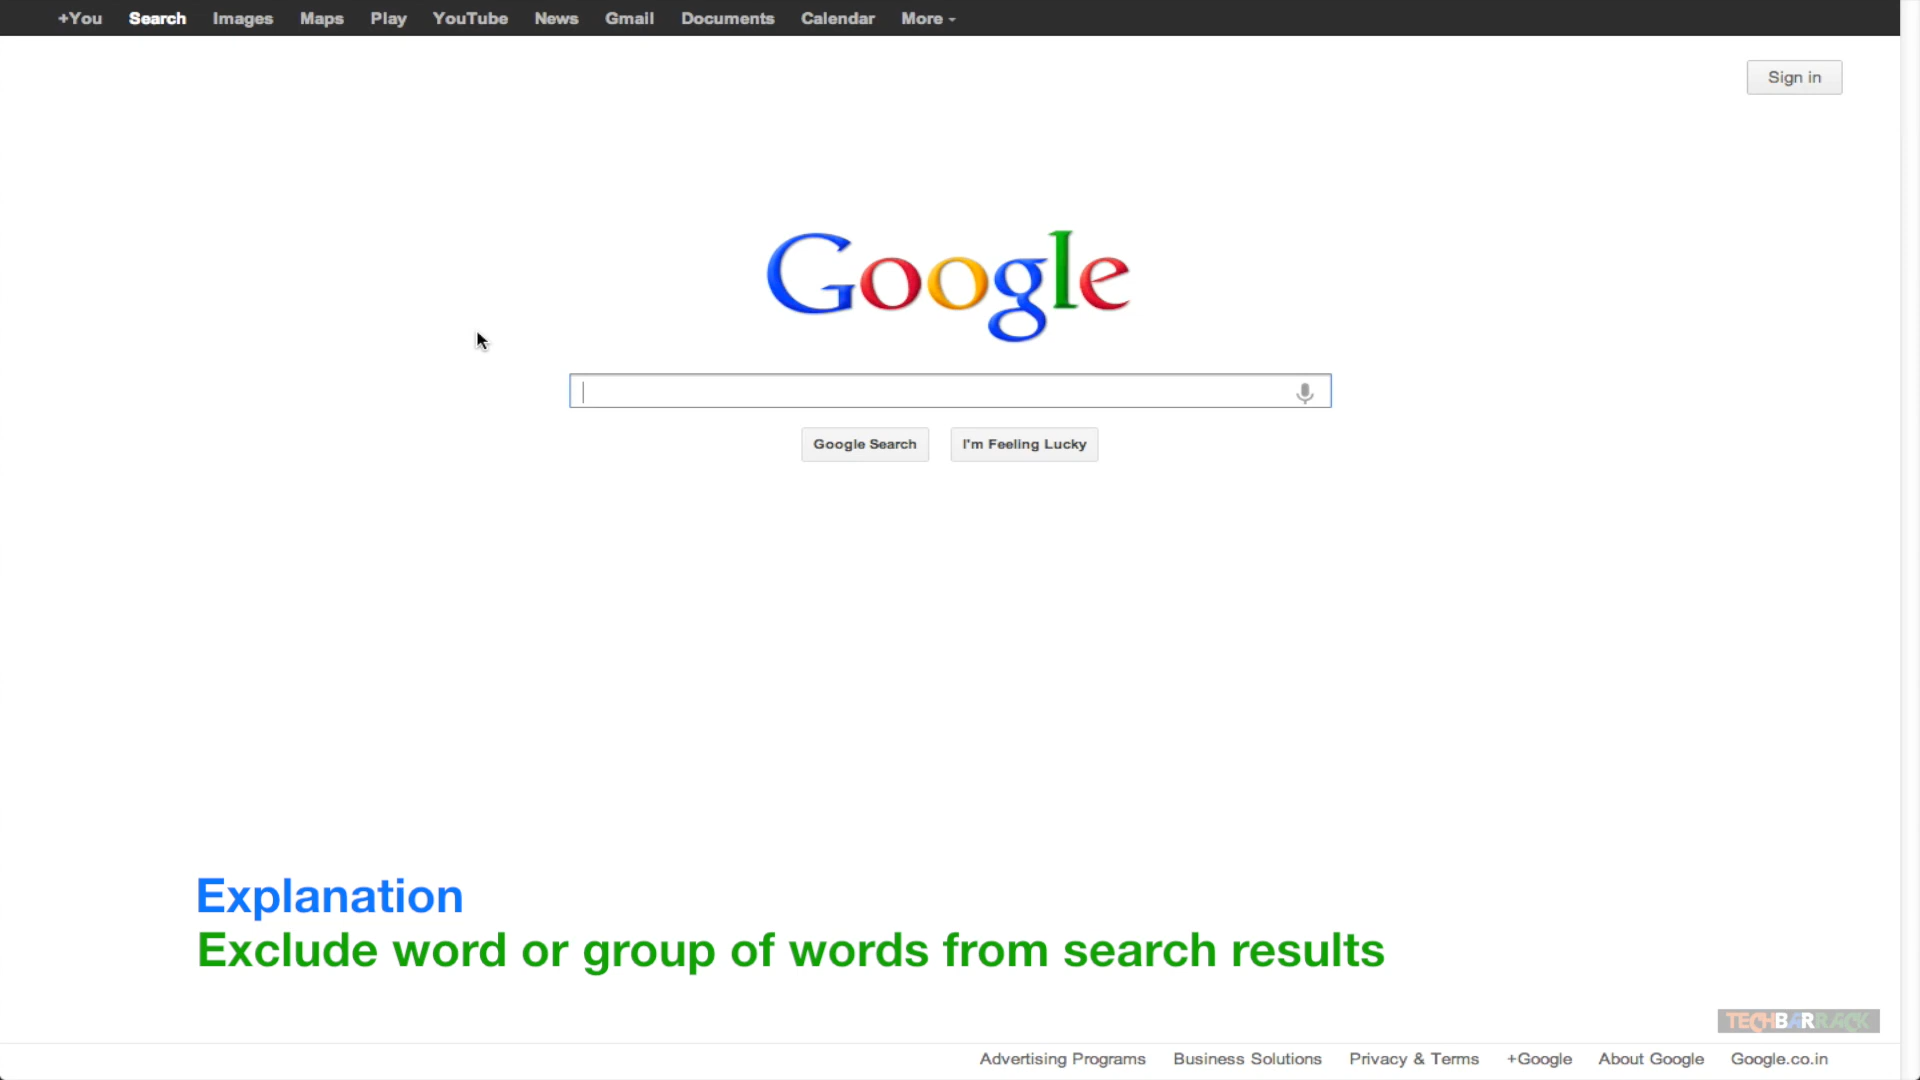 +You Search Images Maps Play YouTube News Gmail Documents Calendar More
Sign in
Google
Google Search I'm Feeling Lucky
Explanation
Exclude word or group of words from search results
TECHBARRACK
Advertising Programs Business Solutions Privacy & Terms +Google About Google Google.co.in